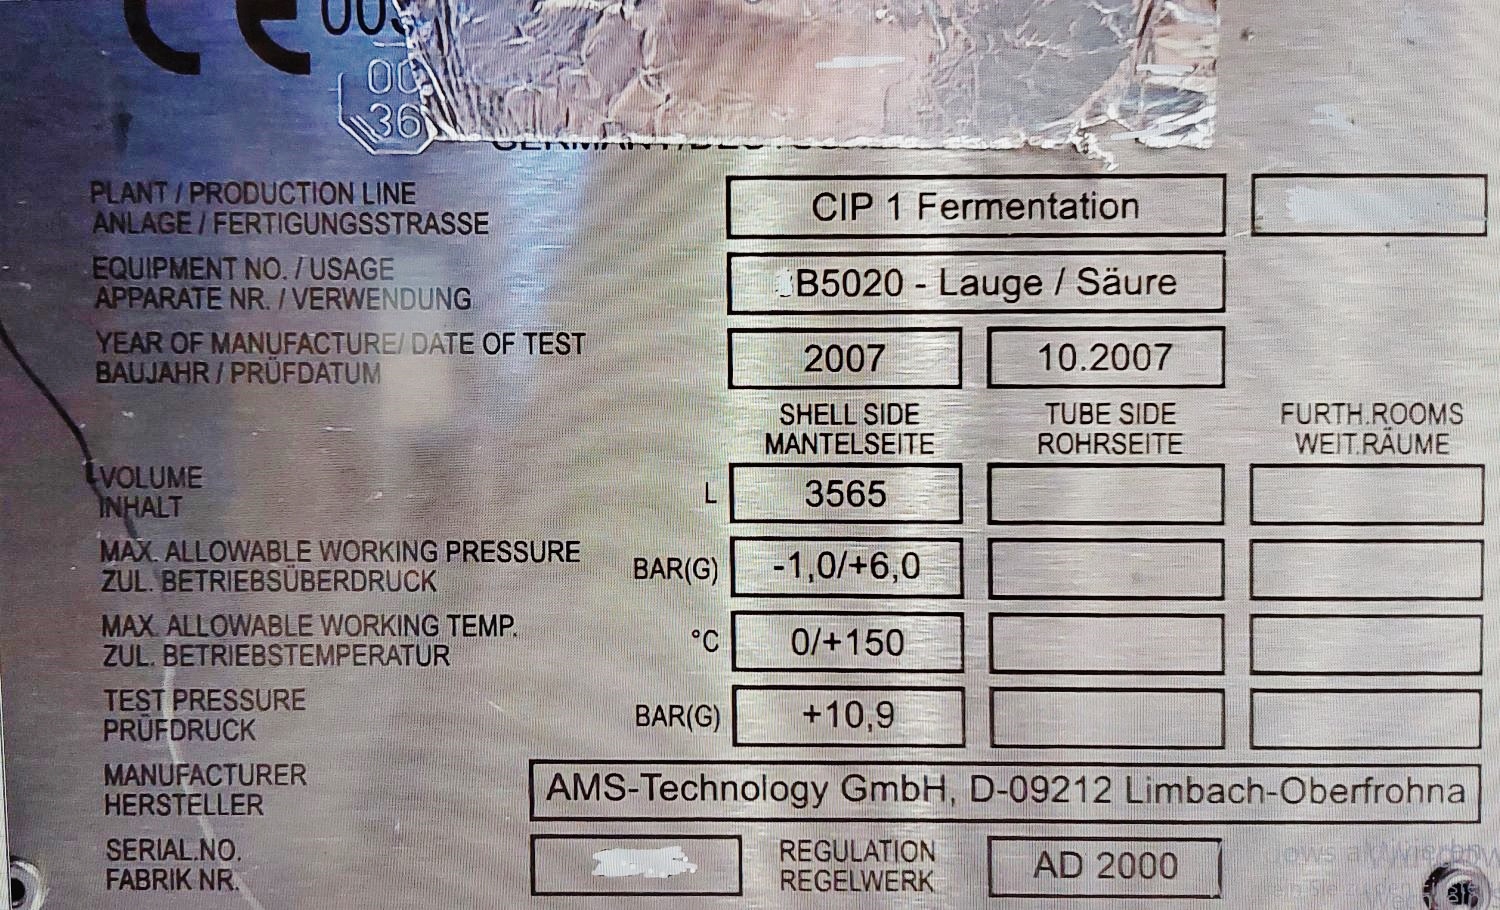 CE 00
00
36
PLANT / PRODUCTION LINE
ANLAGE / FERTIGUNGSSTRASSE
CIP 1 Fermentation
EQUIPMENT NO. / USAGE
APPARATE NR. / VERWENDUNG
B5020 - Lauge / Säure
YEAR OF MANUFACTURE/ DATE OF TEST
BAUJAHR / PRÜFDATUM
2007 10.2007
SHELL SIDE TUBE SIDE FURTH.ROOMS
MANTELSEITE ROHRSEITE WEIT.RÄUME
VOLUME
INHALT
L 3565
MAX. ALLOWABLE WORKING PRESSURE
ZUL. BETRIEBSÜBERDRUCK
BAR(G) -1,0/+6,0
MAX. ALLOWABLE WORKING TEMP.
ZUL. BETRIEBSTEMPERATUR
°C 0/+150
TEST PRESSURE
PRÜFDRUCK
BAR(G) +10,9
MANUFACTURER
HERSTELLER
AMS-Technology GmbH, D-09212 Limbach-Oberfrohna
SERIAL.NO.
FABRIK NR.
REGULATION
REGELWERK
AD 2000